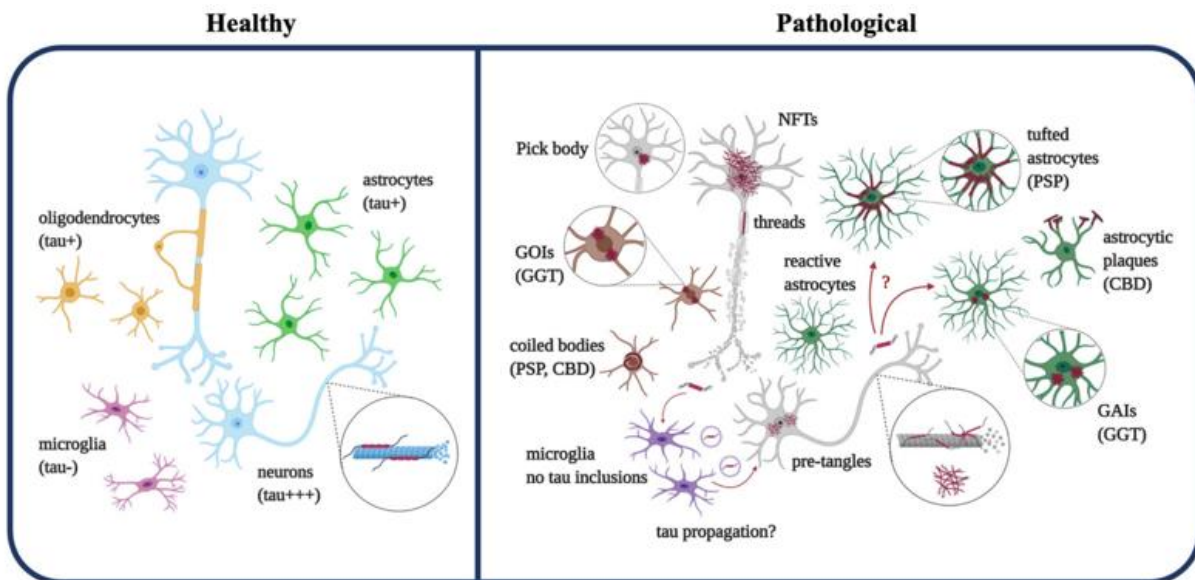 Healthy
Pathological
oligodendrocytes
(tau+)
astrocytes
(tau+)
microglia
(tau-)
neurons
(tau+++)
Pick body
NFTs
tufted
astrocytes
(PSP)
threads
GOIs
(GGT)
reactive
astrocytes
?
astrocytic
plaques
(CBD)
coiled bodies
(PSP, CBD)
GAIs
(GGT)
microglia
no tau inclusions
pre-tangles
tau propagation?